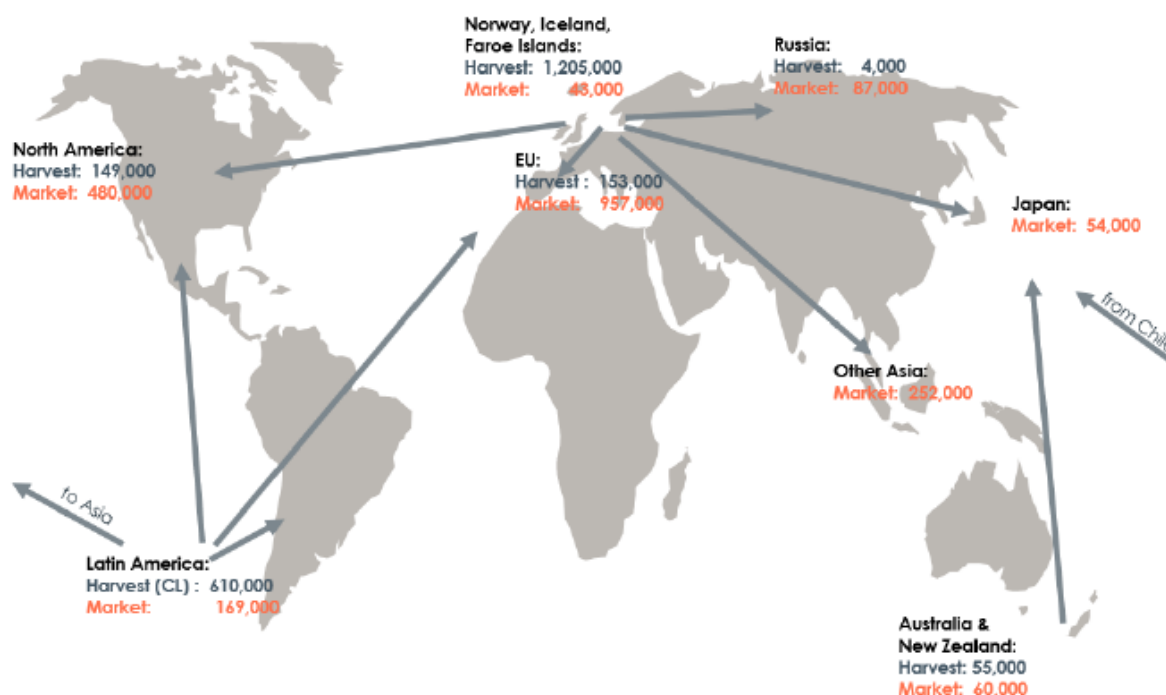 Norway, Iceland,
Faroe Islands:
Harvest: 1,205,000
Market: 48,000
Russia:
Harvest: 4,000
Market: 87,000
North America:
Harvest: 149,000
Market: 480,000
EU:
Harvest : 153,000
Market: 957,000
Japan:
Market: 54,000
from Chile
Other Asia:
Market: 252,000
to Asia
Latin America:
Harvest (CL) : 610,000
Market: 169,000
Australia &
New Zealand:
Harvest: 55,000
Market: 60,000